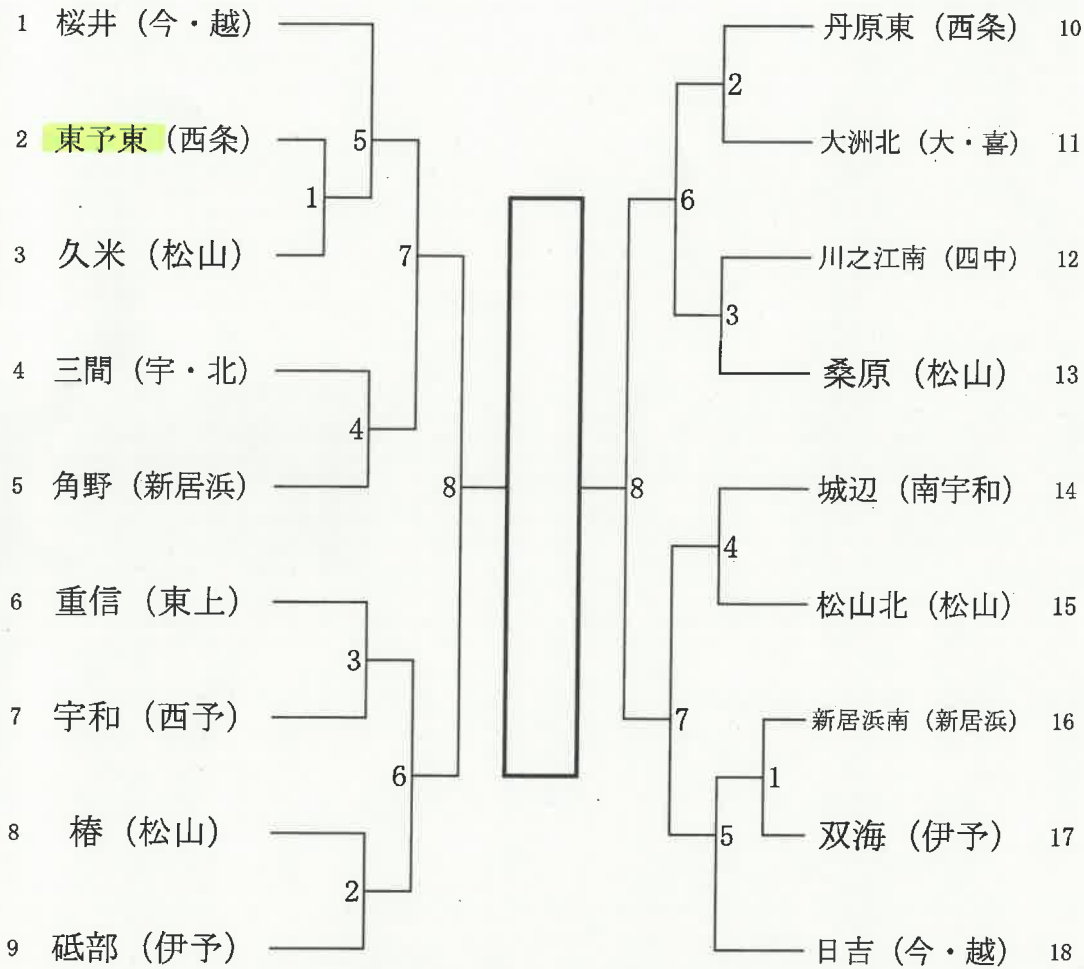 1 桜井（今・越）
2 東予東（西条）
3 久米（松山）
4 三間（宇・北）
5 角野（新居浜）
6 重信（東上）
7 宇和（西予）
8 椿（松山）
9 砥部（伊予）
5
1
7
4
8
3
6
2
丹原東（西条） 10
大洲北（大・喜） 11
川之江南（四中） 12
桑原（松山） 13
城辺（南宇和） 14
松山北（松山） 15
新居浜南（新居浜） 16
双海（伊予） 17
日吉（今・越） 18
2
6
3
8
4
7
1
5